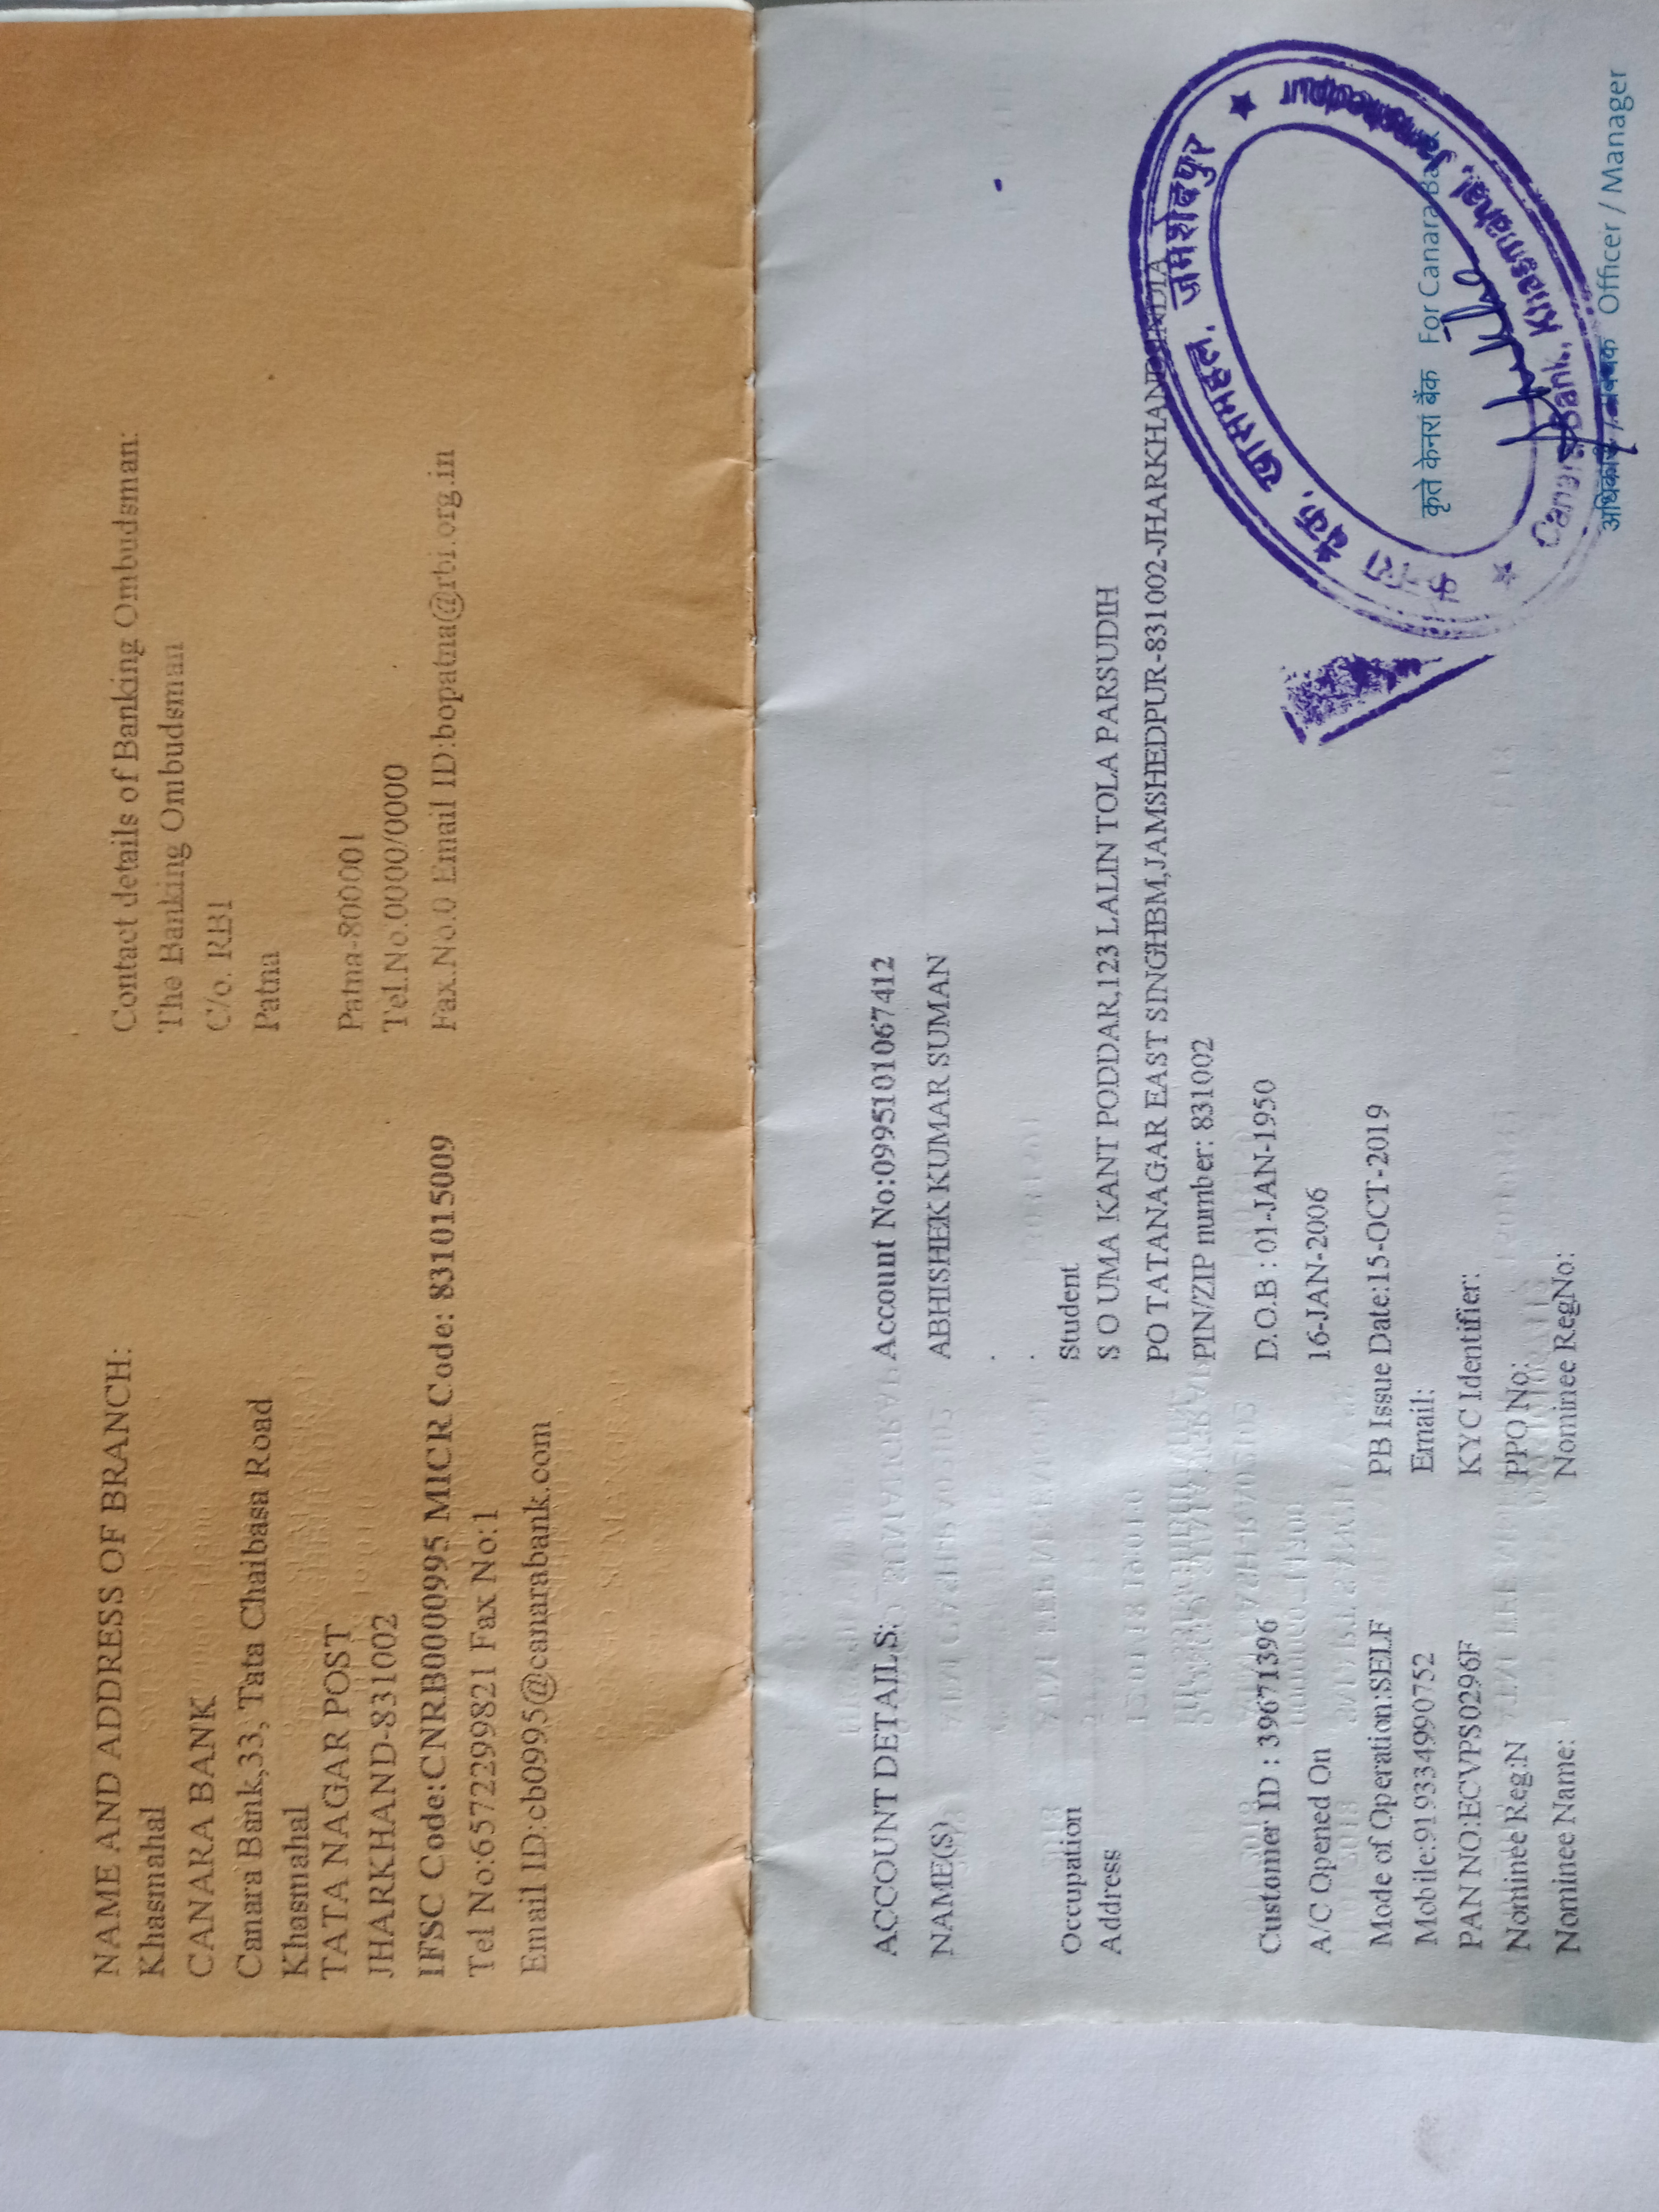 NAME AND ADDRESS OF BRANCH:
Khasmahal
CANARA BANK
Canara Bank,33, Tata Chaibasa Road
Khasmahal
TATA NAGAR POST
JHARKHAND-831002
IFSC Code:CNRB0000995 MICR Code: 831015009
Tel No:6572299821 Fax No:1
Email ID:cb0995@canarabank.com
Contact details of Banking Ombudsman:
The Banking Ombudsman
C/o. RBI
Patna
Patna-800001
Tel.No.0000/0000
Fax.No.0 Email ID:bopatna@rbi.org.in
ACCOUNT DETAILS: Account No:0995101067412
NAME(S) ABHISHEK KUMAR SUMAN
.
.
Occupation Student
Address S O UMA KANT PODDAR,123 LALIN TOLA PARSUDIH
PO TATANAGAR EAST SINGHBM,JAMSHEDPUR-831002-JHARKHAND-INDIA
PIN/ZIP number: 831002
Customer ID : 39671396 D.O.B : 01-JAN-1950
A/C Opened On 16-JAN-2006
Mode of Operation:SELF PB Issue Date:15-OCT-2019
Mobile:919334990752 Email:
PAN NO:ECVPS0296F KYC Identifier:
Nominee Reg:N PPO No:
Nominee Name: Nominee RegNo:
केनरा बैंक, खासमहल, जमशेदपुर
Canara Bank, Khasmahal, Jamshedpur
कृते केनरा बैंक For Canara Bank
अधिकारी / प्रबंधक Officer / Manager